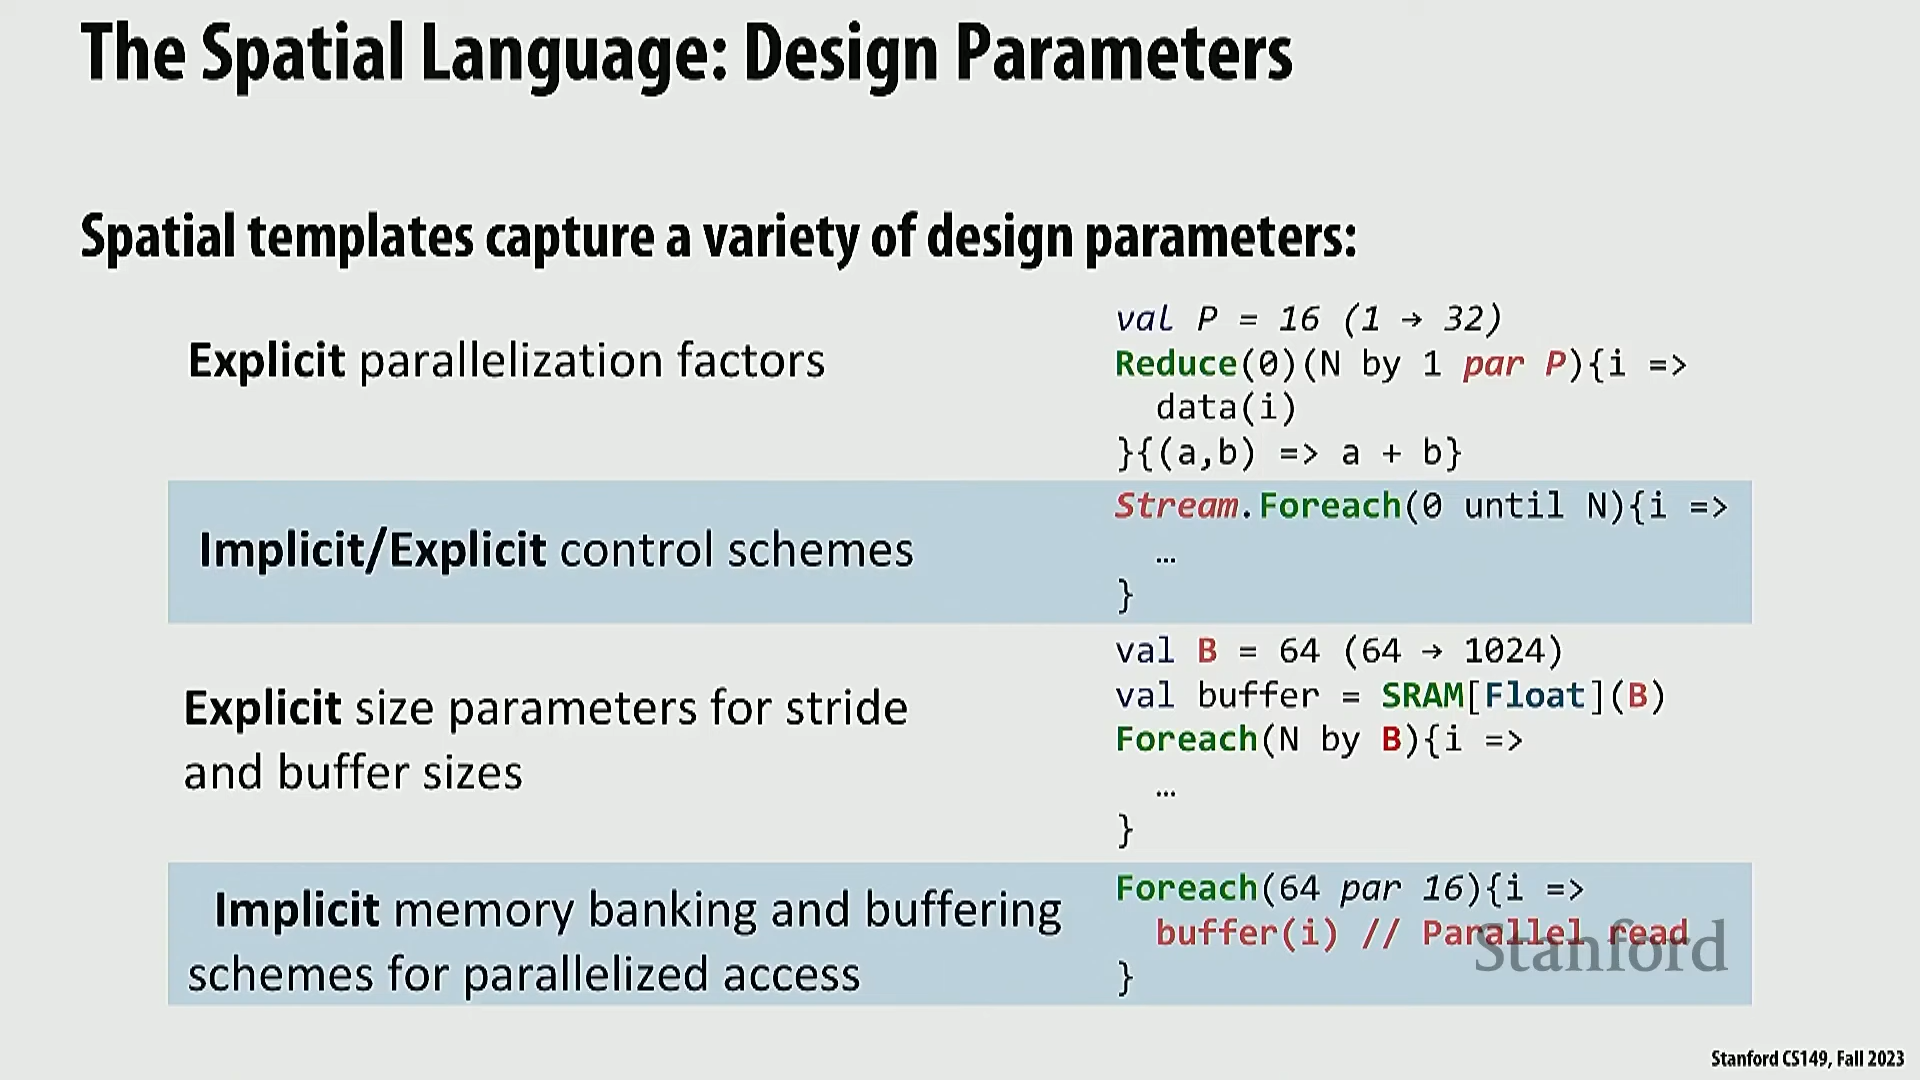 The Spatial Language: Design Parameters
Spatial templates capture a variety of design parameters:
Explicit parallelization factors
val P = 16 (1 → 32)
Reduce(0)(N by 1 par P){i =>
data(i)
}{(a,b) => a + b}
Implicit/Explicit control schemes
Stream.Foreach(0 until N){i =>
…
}
Explicit size parameters for stride
and buffer sizes
val B = 64 (64 → 1024)
val buffer = SRAM[Float](B)
Foreach(N by B){i =>
…
}
Implicit memory banking and buffering
schemes for parallelized access
Foreach(64 par 16){i =>
buffer(i) // Parallel read
}
Stanford
Stanford CS149, Fall 2023